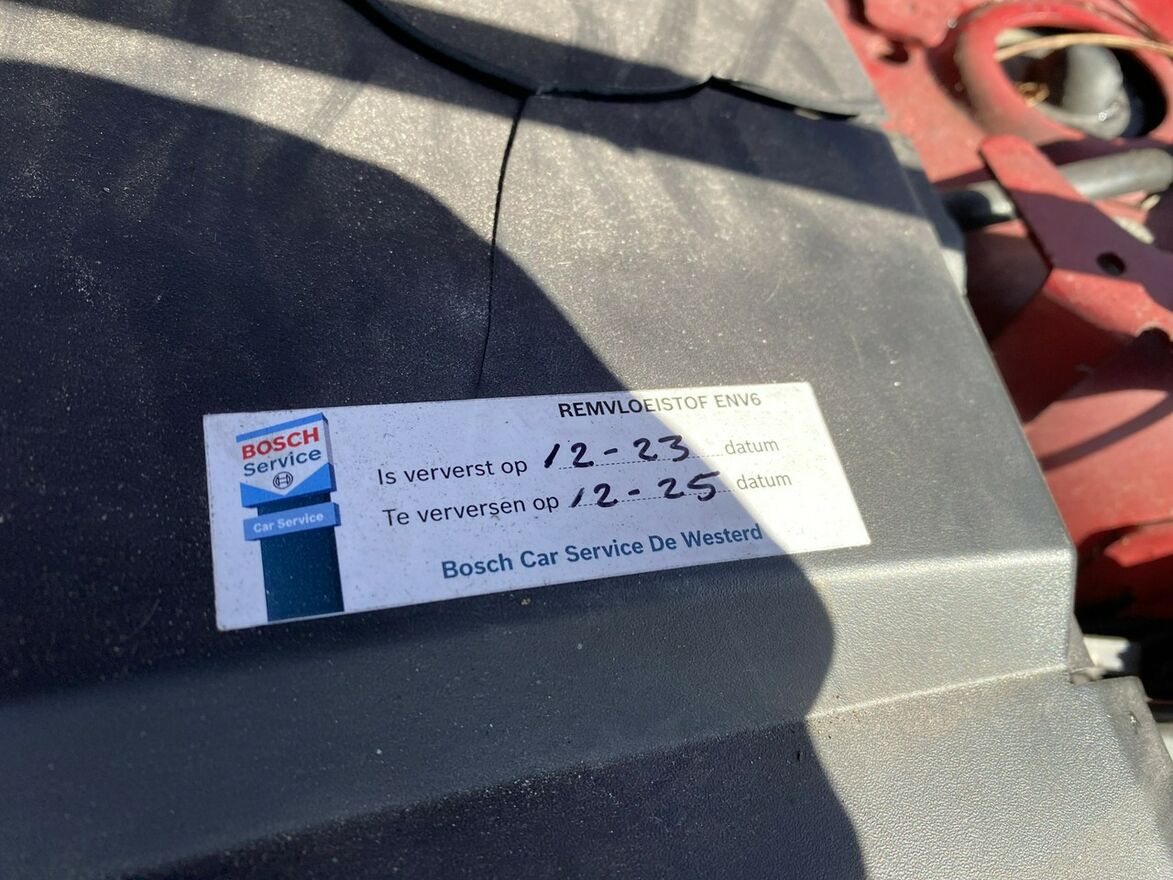 REMVLOEISTOF ENV6
BOSCH
Service
Car Service
Is ververst op 12-23 datum
Te verversen op 12-25 datum
Bosch Car Service De Westerd